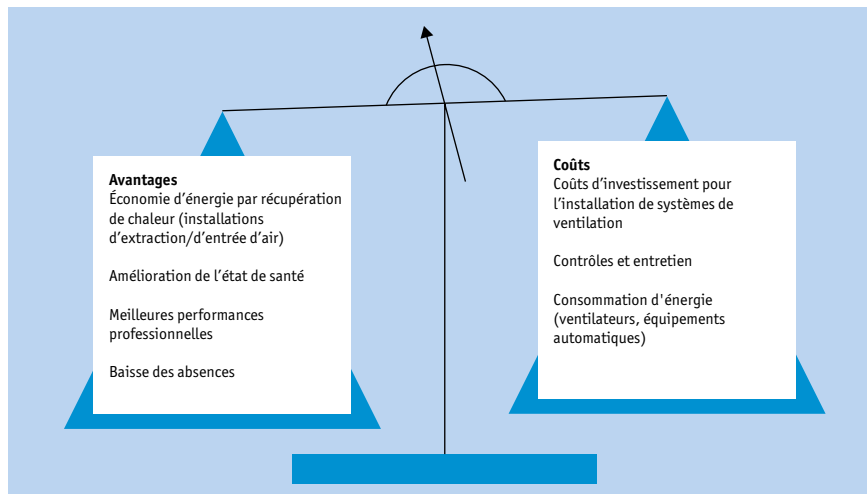 Avantages
Économie d’énergie par récupération
de chaleur (installations
d’extraction/d’entrée d’air)
Amélioration de l’état de santé
Meilleures performances
professionnelles
Baisse des absences
Coûts
Coûts d’investissement pour
l’installation de systèmes de
ventilation
Contrôles et entretien
Consommation d'énergie
(ventilateurs, équipements
automatiques)